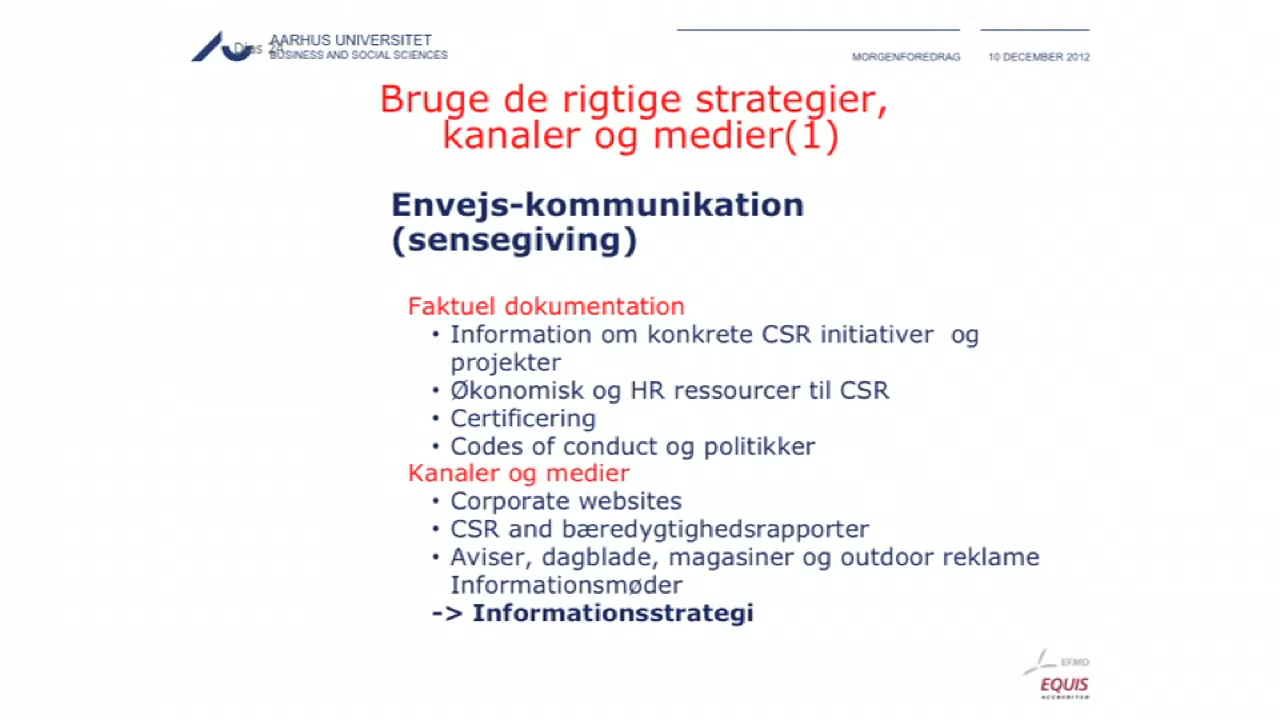 Dias 24
AARHUS UNIVERSITET
BUSINESS AND SOCIAL SCIENCES
MORGENFOREDRAG 10 DECEMBER 2012
Bruge de rigtige strategier,
kanaler og medier(1)
Envejs-kommunikation
(sensegiving)
Faktuel dokumentation
• Information om konkrete CSR initiativer og
projekter
• Økonomisk og HR ressourcer til CSR
• Certificering
• Codes of conduct og politikker
Kanaler og medier
• Corporate websites
• CSR and bæredygtighedsrapporter
• Aviser, dagblade, magasiner og outdoor reklame
Informationsmøder
-> Informationsstrategi
EFMD
EQUIS
ACCREDITED